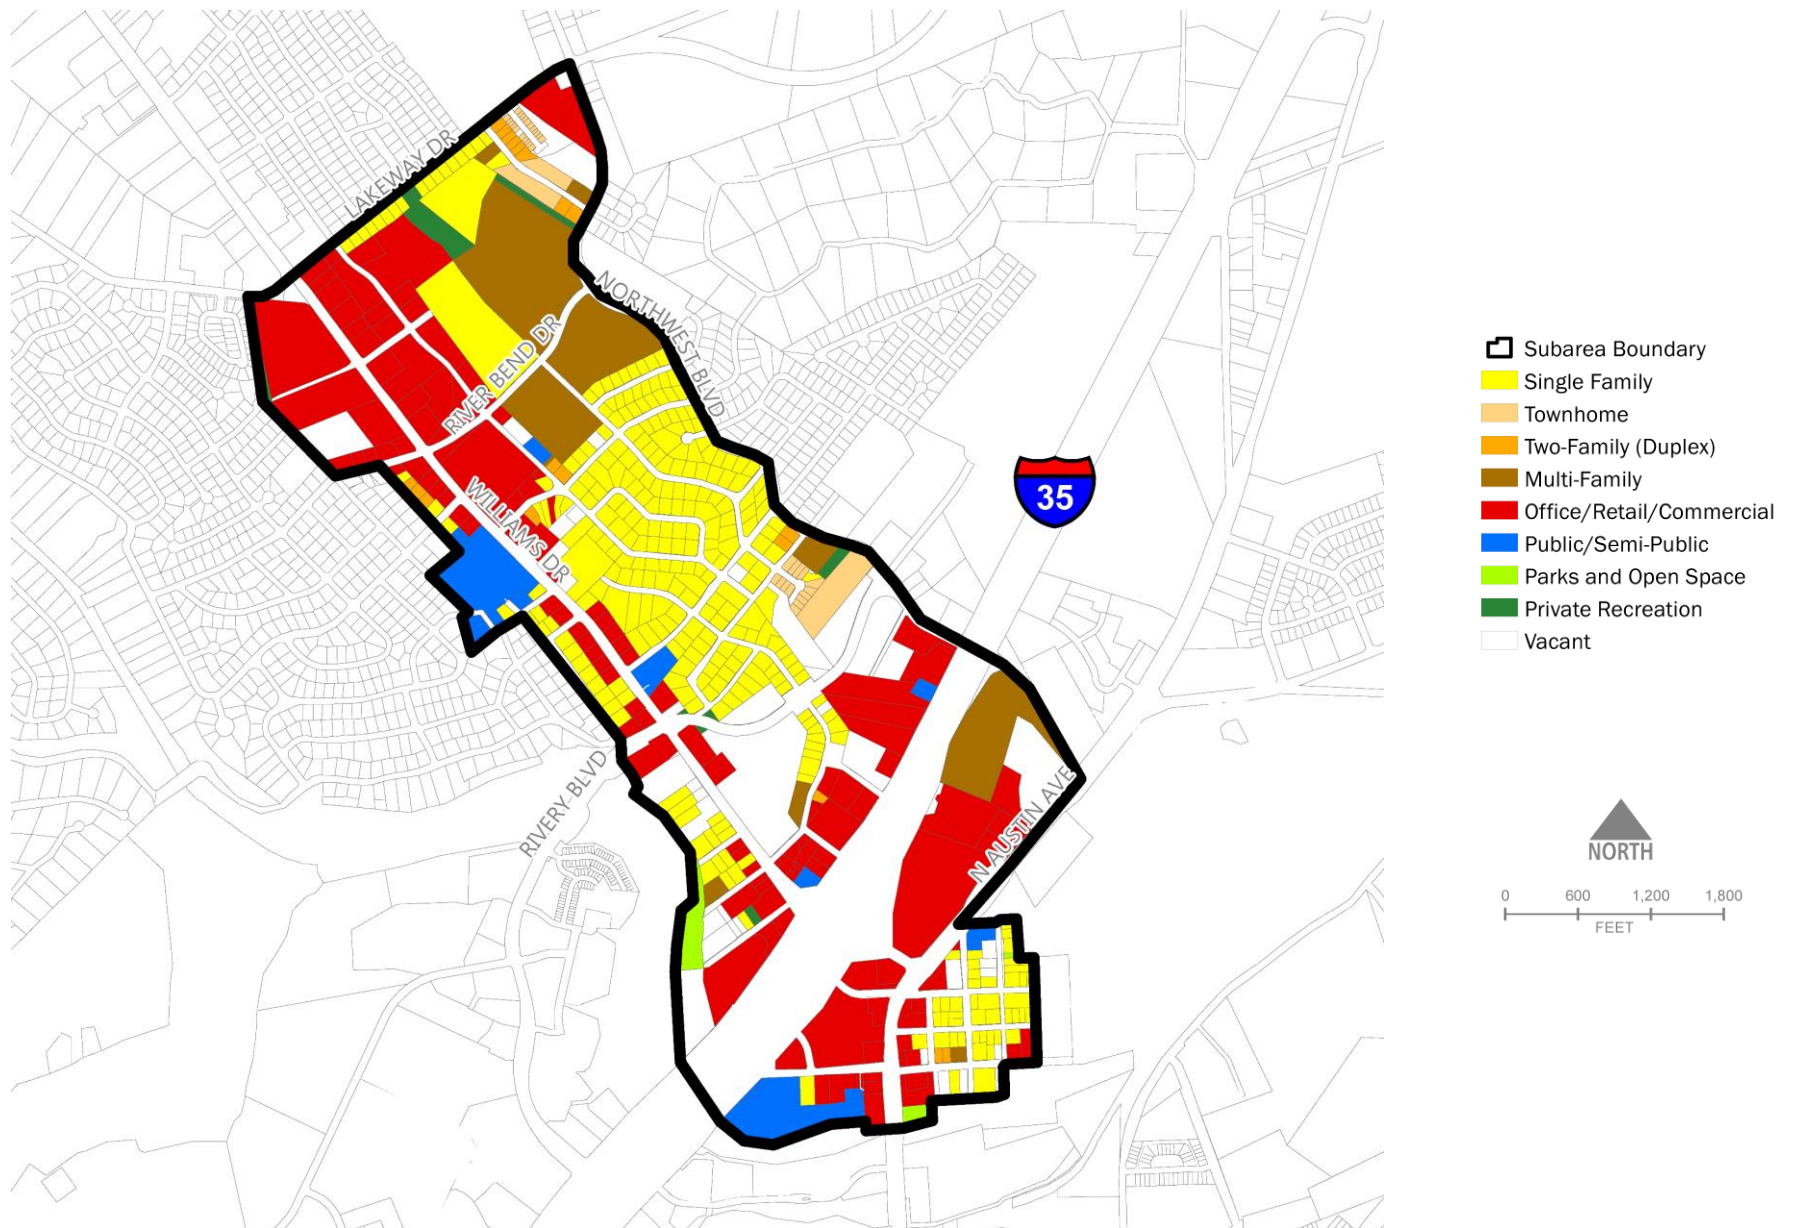 LAKEWAY DR
NORTHWEST BLVD
RIVER BEND DR
WILLIAMS DR
RIVERY BLVD
N AUSTIN AVE
35
Subarea Boundary
Single Family
Townhome
Two-Family (Duplex)
Multi-Family
Office/Retail/Commercial
Public/Semi-Public
Parks and Open Space
Private Recreation
Vacant
NORTH
0 600 1,200 1,800
FEET